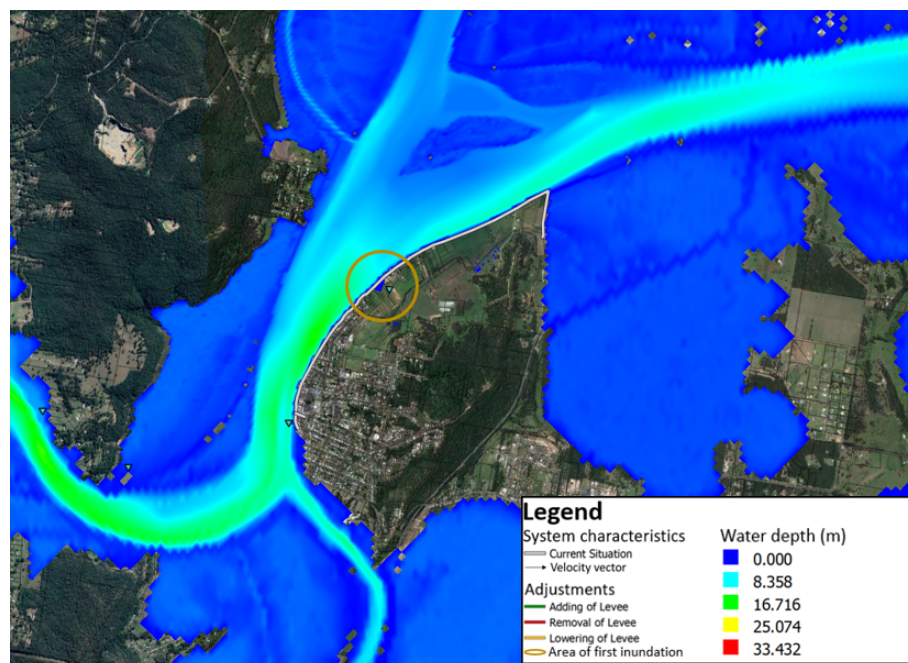 Legend
System characteristics
Current Situation
Velocity vector
Adjustments
Adding of Levee
Removal of Levee
Lowering of Levee
Area of first inundation
Water depth (m)
0.000
8.358
16.716
25.074
33.432